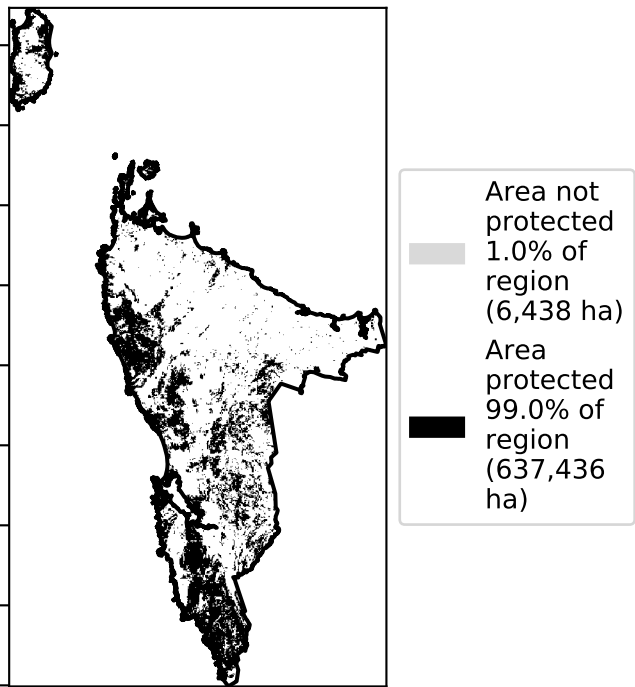 Area not
protected
1.0% of
region
(6,438 ha)
Area
protected
99.0% of
region
(637,436
ha)